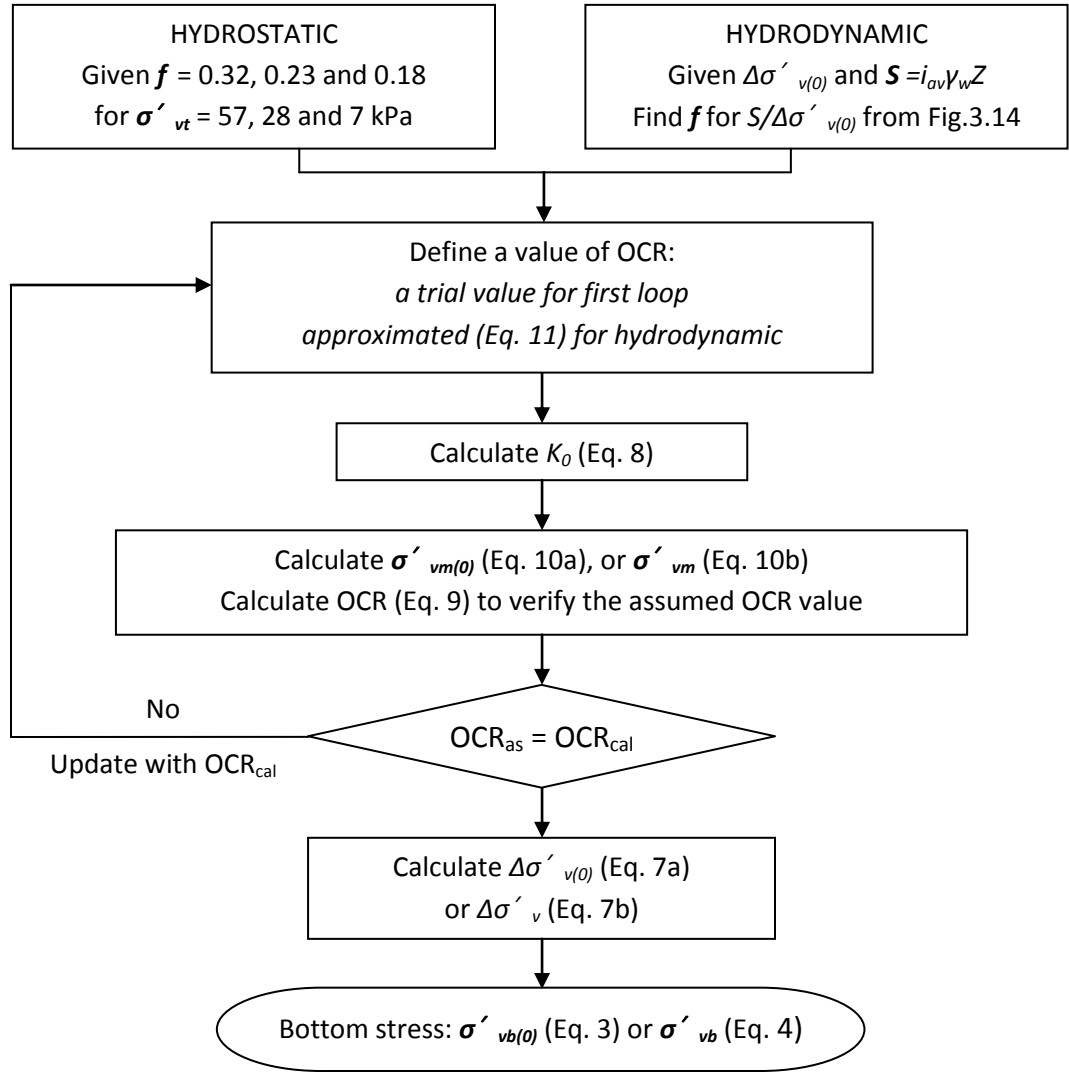 HYDROSTATIC
Given f = 0.32, 0.23 and 0.18
for σ′ vt = 57, 28 and 7 kPa
HYDRODYNAMIC
Given Δσ′ v(0) and S =iavγwZ
Find f for S/Δσ′ v(0) from Fig.3.14
Define a value of OCR:
a trial value for first loop
approximated (Eq. 11) for hydrodynamic
Calculate K0 (Eq. 8)
Calculate σ′ vm(0) (Eq. 10a), or σ′ vm (Eq. 10b)
Calculate OCR (Eq. 9) to verify the assumed OCR value
OCRas = OCRcal
No
Update with OCRcal
Calculate Δσ′ v(0) (Eq. 7a)
or Δσ′ v (Eq. 7b)
Bottom stress: σ′ vb(0) (Eq. 3) or σ′ vb (Eq. 4)